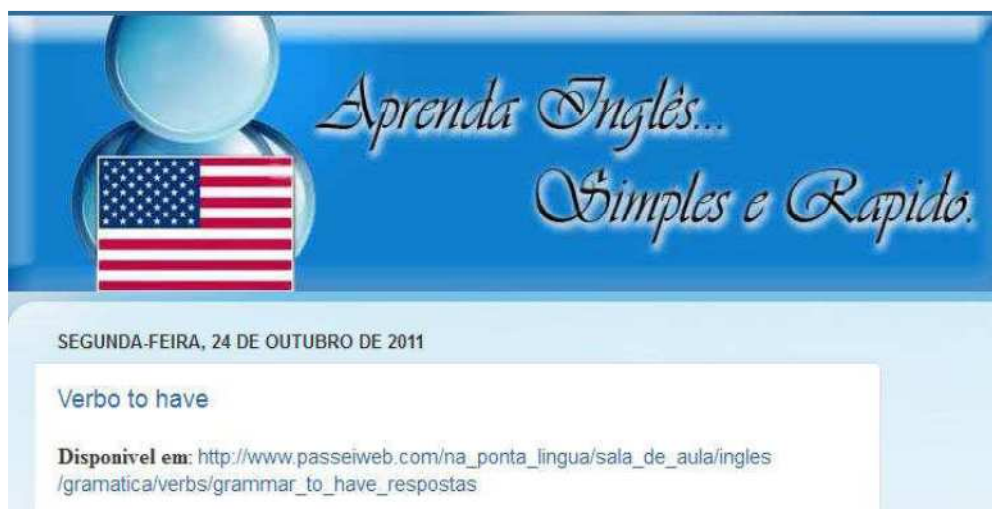 Aprenda Inglês...
Simples e Rapido.
SEGUNDA-FEIRA, 24 DE OUTUBRO DE 2011
Verbo to have
Disponivel em: http://www.passeiweb.com/na_ponta_lingua/sala_de_aula/ingles
/gramatica/verbs/grammar_to_have_respostas